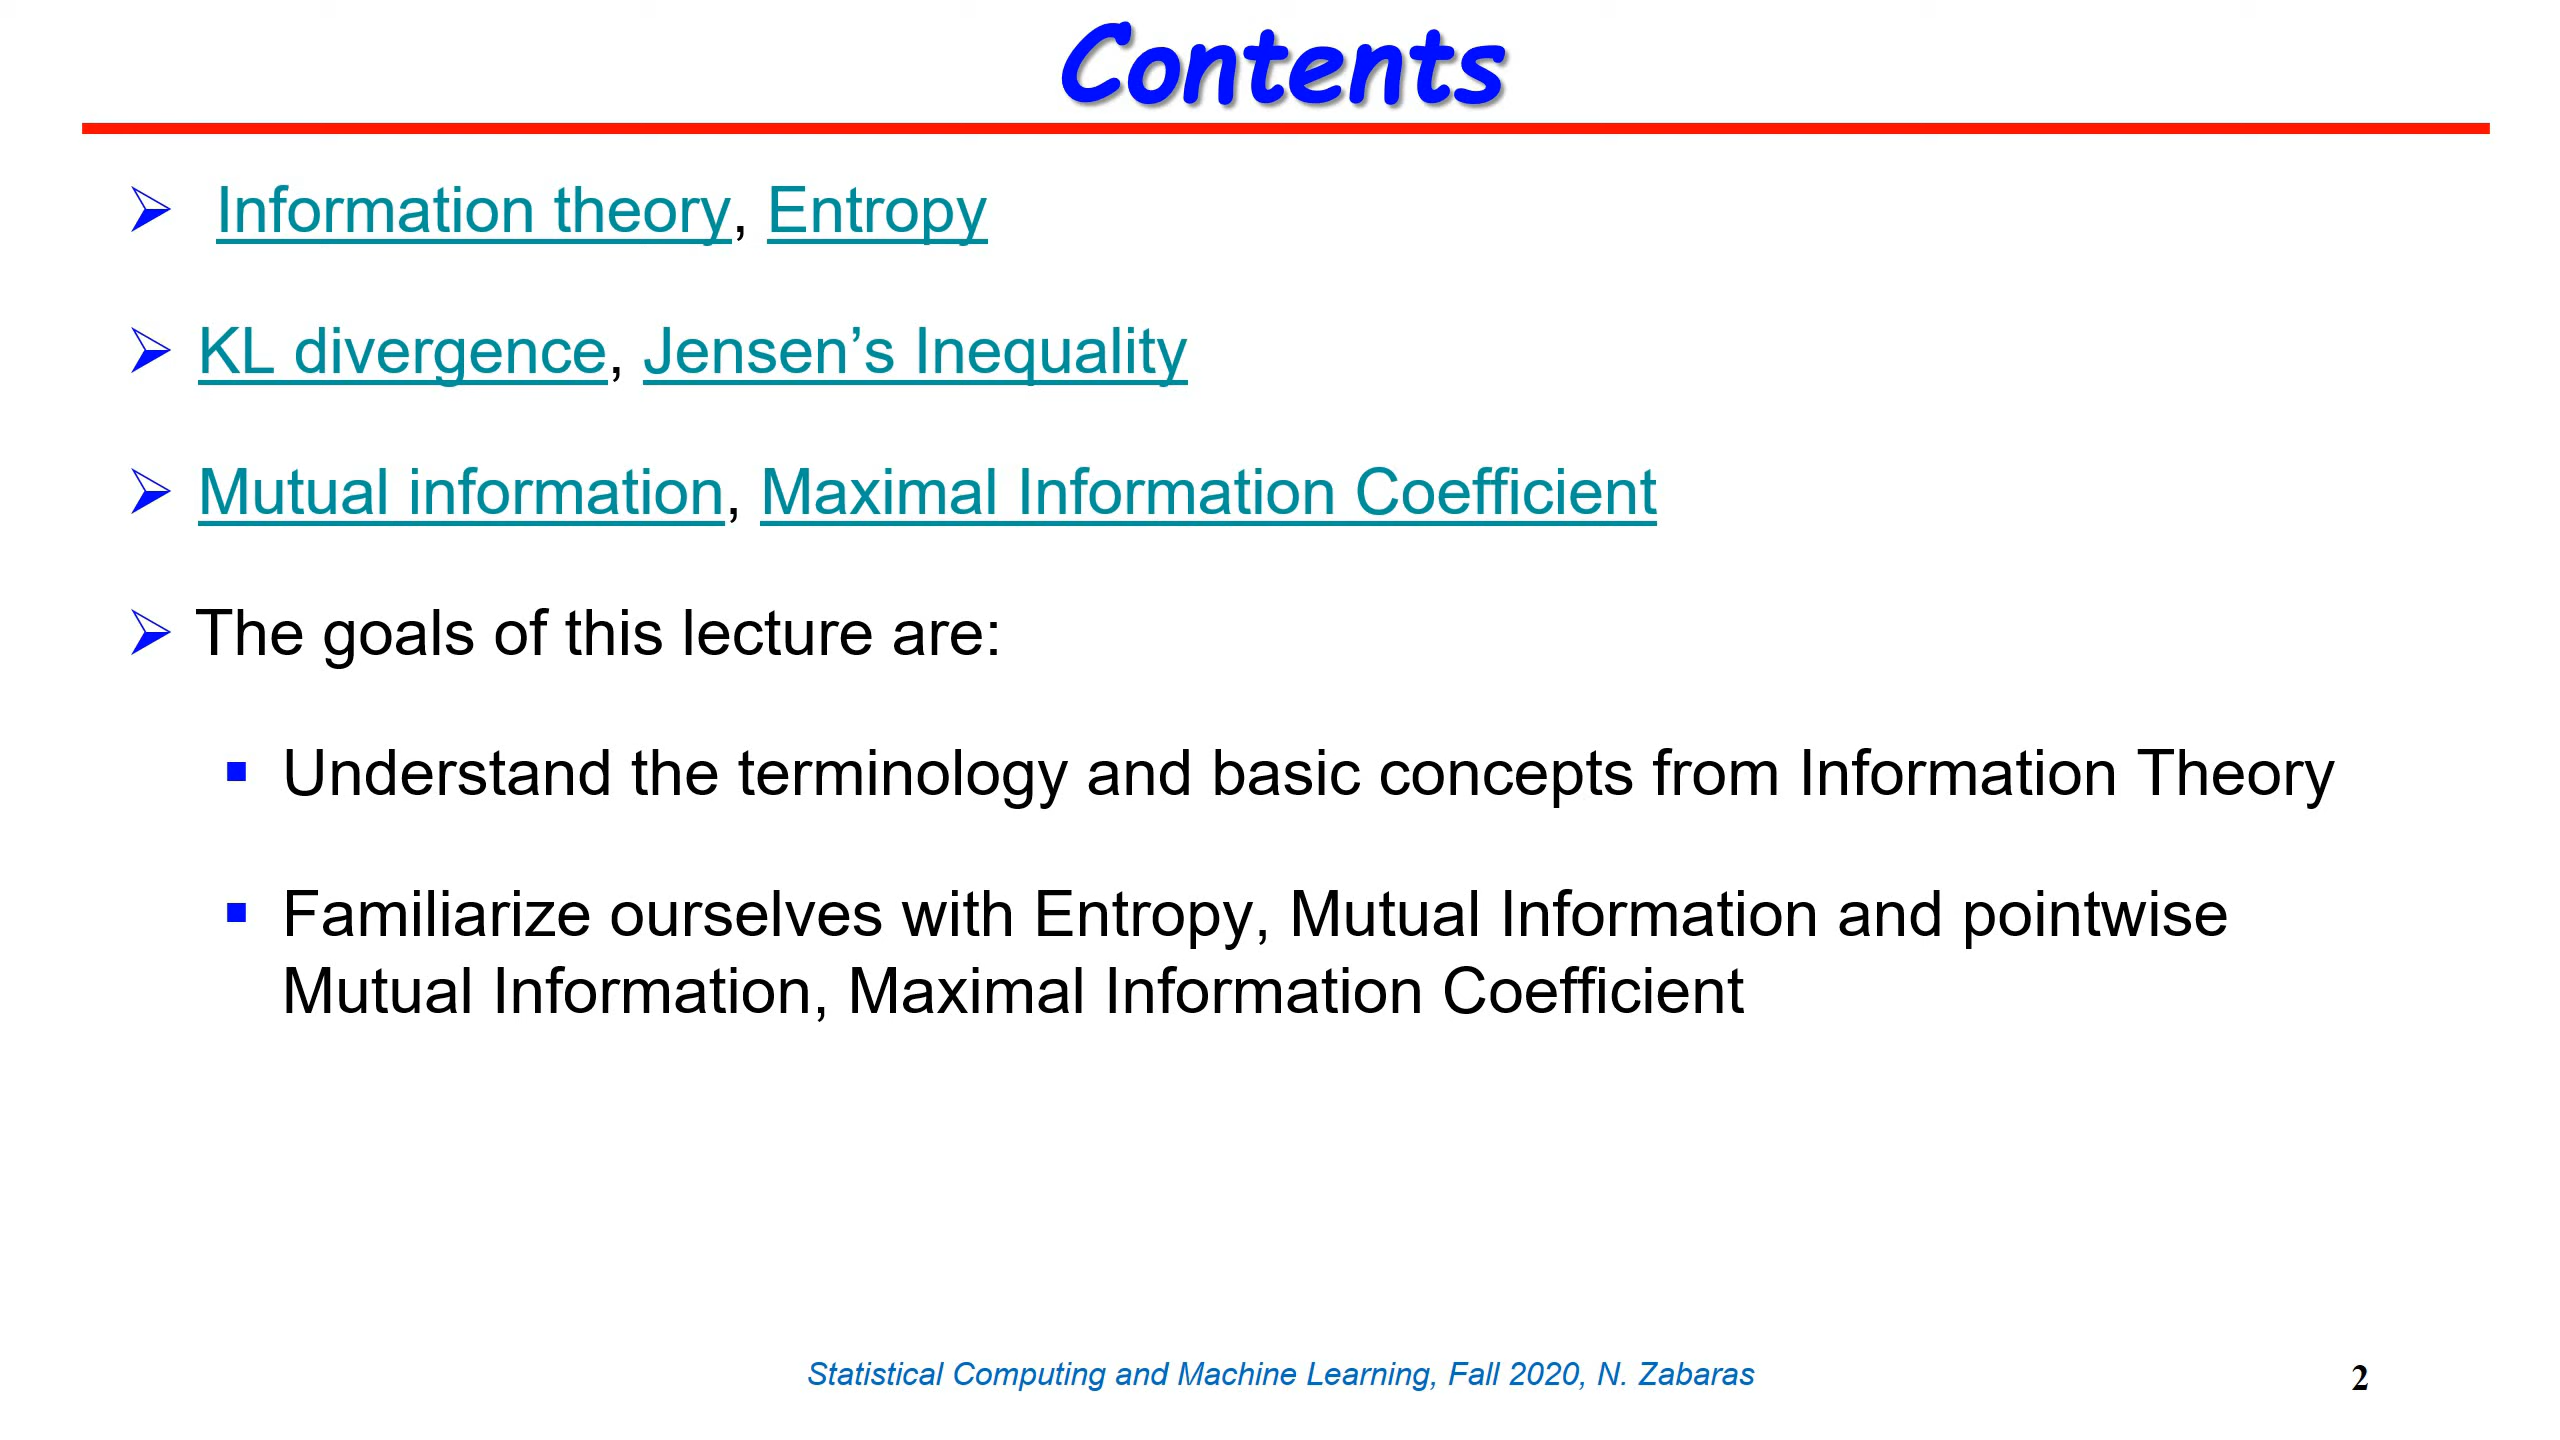 Contents
Information theory, Entropy
KL divergence, Jensen’s Inequality
Mutual information, Maximal Information Coefficient
The goals of this lecture are:
Understand the terminology and basic concepts from Information Theory
Familiarize ourselves with Entropy, Mutual Information and pointwise
Mutual Information, Maximal Information Coefficient
Statistical Computing and Machine Learning, Fall 2020, N. Zabaras
2